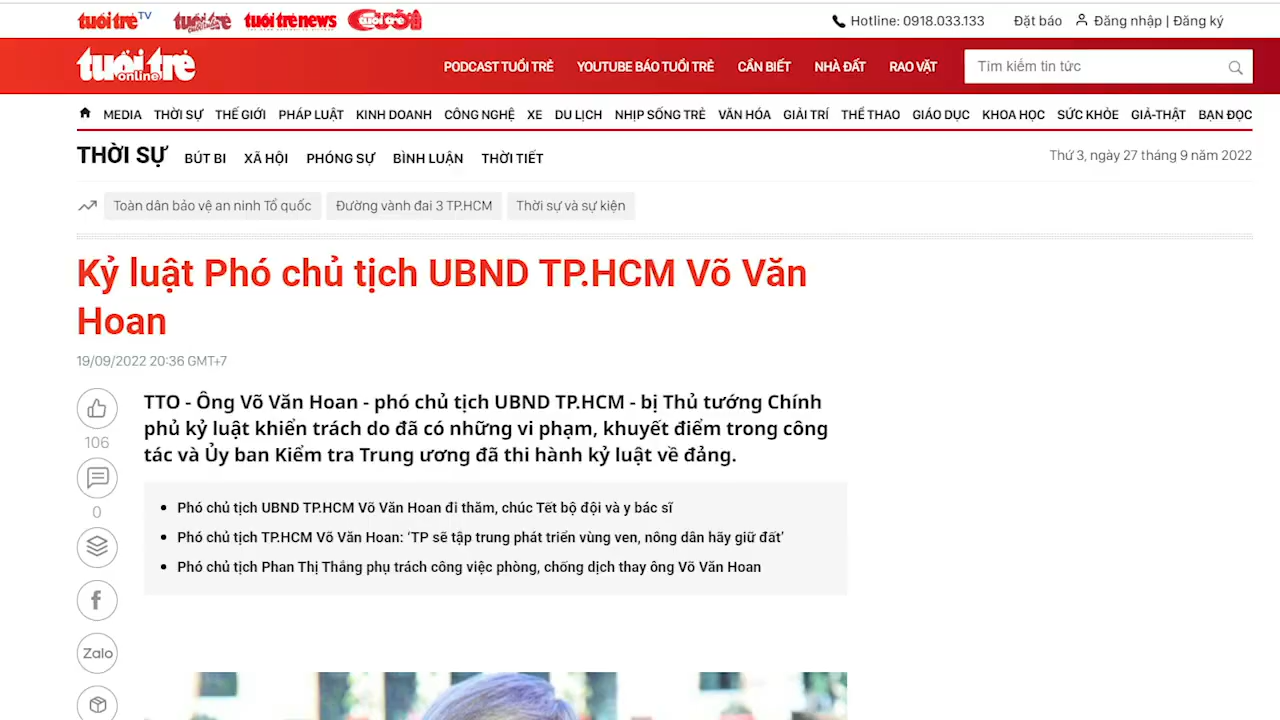 tuổi trẻ TV
tuổi trẻ
tuổi trẻ news
tuổi trẻ CƯỜI
Hotline: 0918.033.133
Đặt báo
Đăng nhập | Đăng ký
tuổi trẻ online
PODCAST TUỔI TRẺ
YOUTUBE BÁO TUỔI TRẺ
CẦN BIẾT
NHÀ ĐẤT
RAO VẶT
Tìm kiếm tin tức
MEDIA THỜI SỰ THẾ GIỚI PHÁP LUẬT KINH DOANH CÔNG NGHỆ XE DU LỊCH NHỊP SỐNG TRẺ VĂN HÓA GIẢI TRÍ THỂ THAO GIÁO DỤC KHOA HỌC SỨC KHỎE GIẢ-THẬT BẠN ĐỌC
THỜI SỰ BÚT BI XÃ HỘI PHÓNG SỰ BÌNH LUẬN THỜI TIẾT
Thứ 3, ngày 27 tháng 9 năm 2022
Toàn dân bảo vệ an ninh Tổ quốc
Đường vành đai 3 TP.HCM
Thời sự và sự kiện
Kỷ luật Phó chủ tịch UBND TP.HCM Võ Văn
Hoan
19/09/2022 20:36 GMT+7
TTO - Ông Võ Văn Hoan - phó chủ tịch UBND TP.HCM - bị Thủ tướng Chính
phủ kỷ luật khiển trách do đã có những vi phạm, khuyết điểm trong công
tác và Ủy ban Kiểm tra Trung ương đã thi hành kỷ luật về đảng.
106
0
Phó chủ tịch UBND TP.HCM Võ Văn Hoan đi thăm, chúc Tết bộ đội và y bác sĩ
Phó chủ tịch TP.HCM Võ Văn Hoan: ‘TP sẽ tập trung phát triển vùng ven, nông dân hãy giữ đất’
Phó chủ tịch Phan Thị Thắng phụ trách công việc phòng, chống dịch thay ông Võ Văn Hoan
f
Zalo